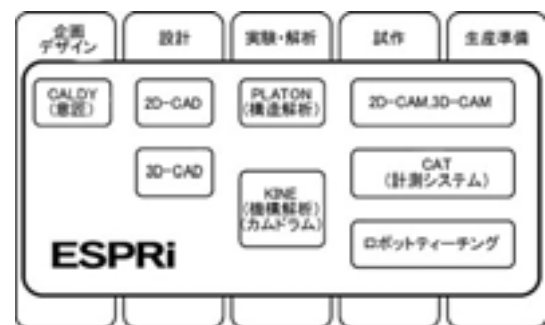 企画
デザイン
設計
実験・解析
試作
生産準備
CALDY
(意匠)
2D-CAD
PLATON
(構造解析)
2D-CAM,3D-CAM
3D-CAD
KINE
(機構解析)
(カムドラム)
CAT
(計測システム)
ロボットティーチング
ESPRi